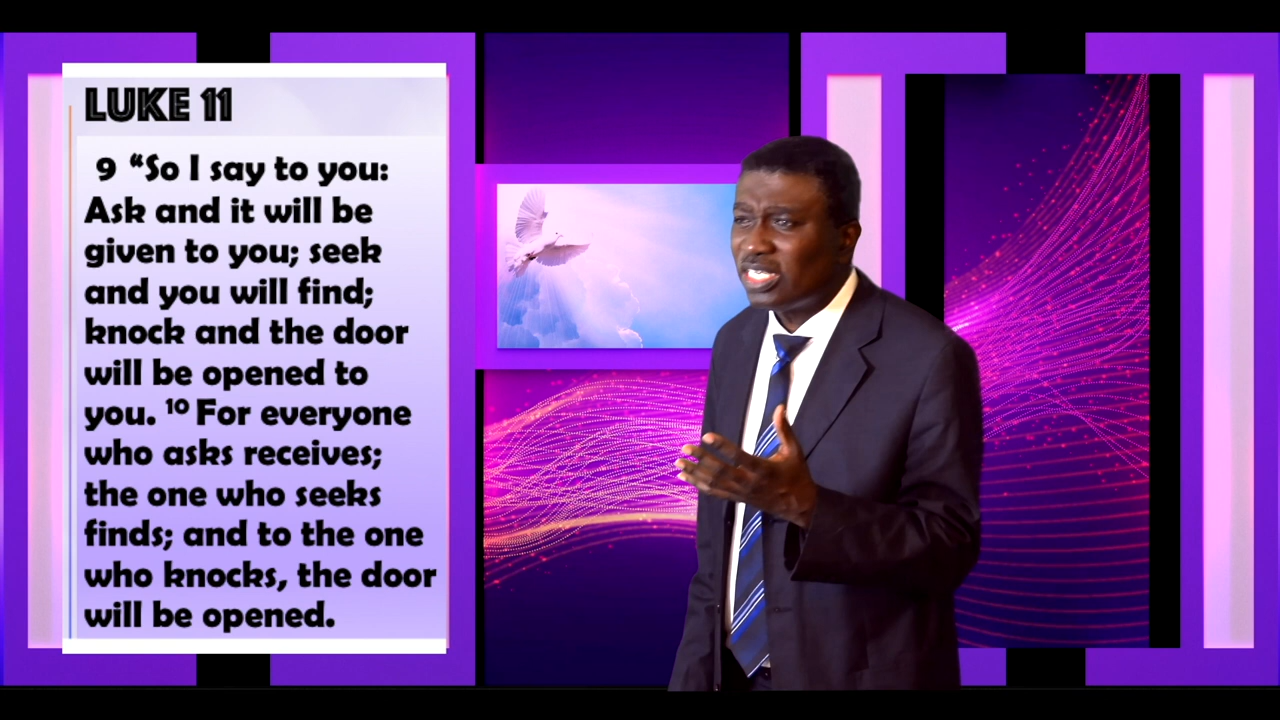 LUKE 11
9 “So I say to you:
Ask and it will be
given to you; seek
and you will find;
knock and the door
will be opened to
you. ¹⁰ For everyone
who asks receives;
the one who seeks
finds; and to the one
who knocks, the door
will be opened.